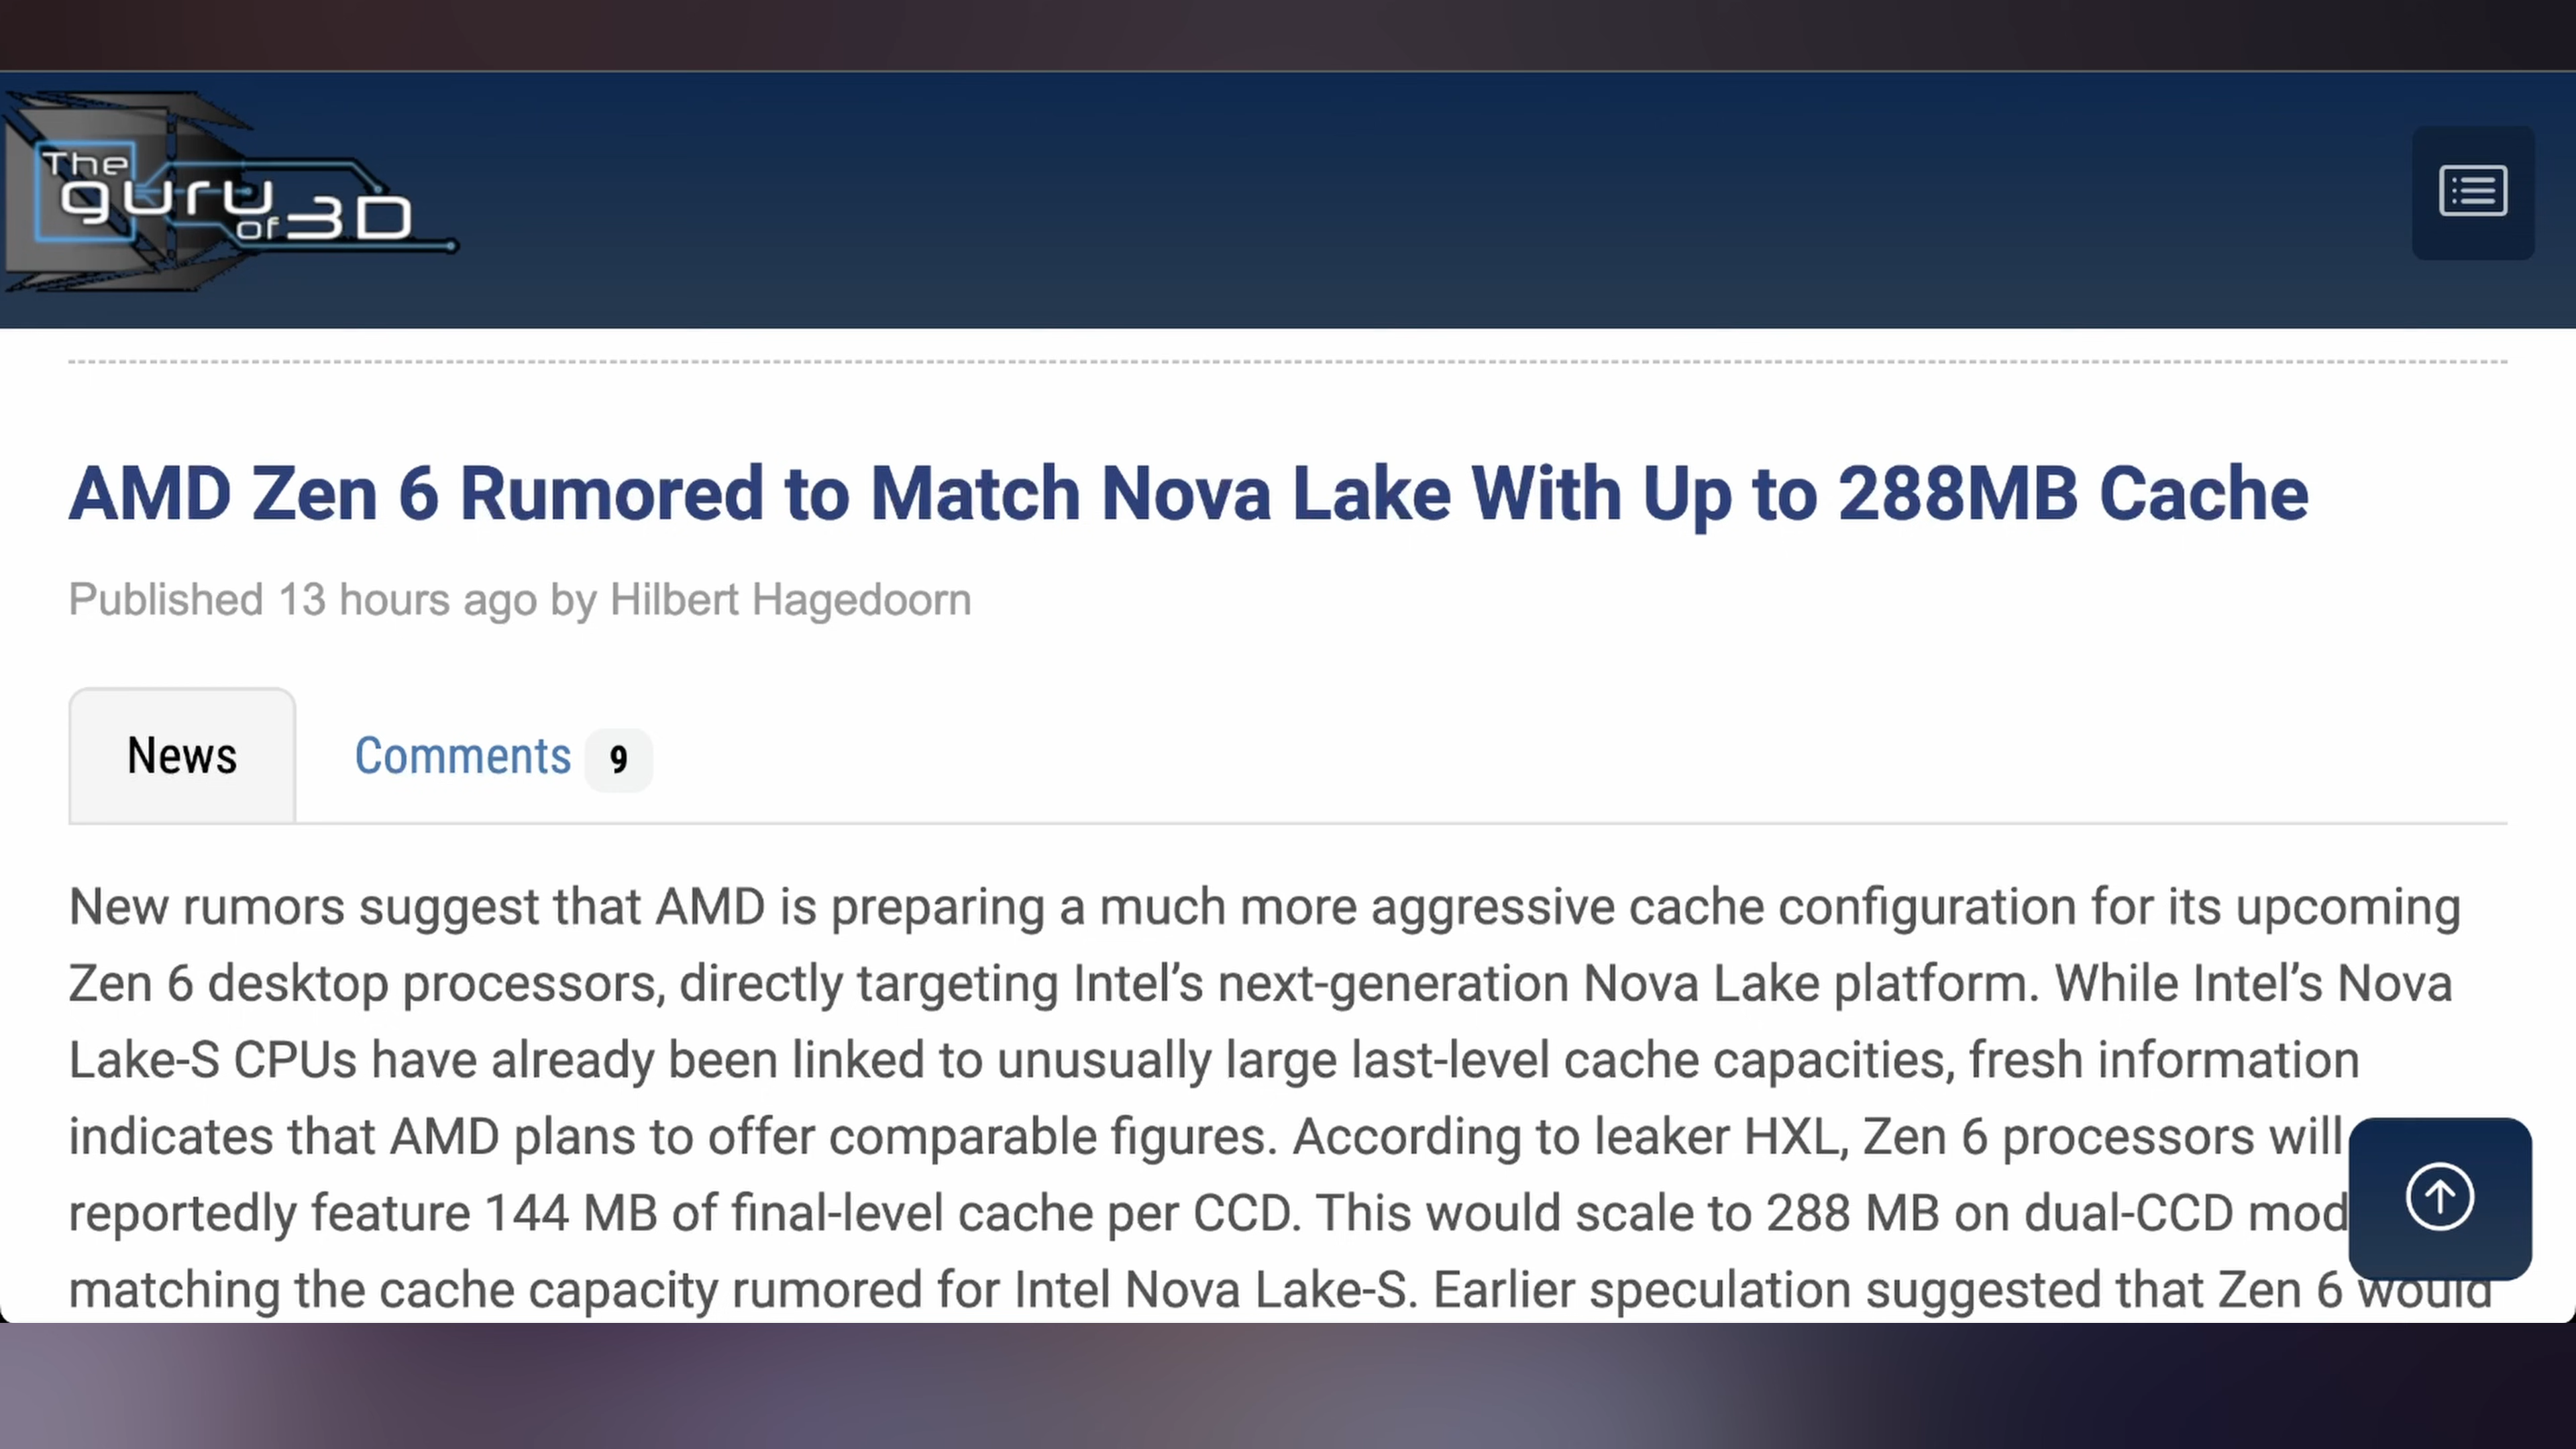 The
guru
of 3D
AMD Zen 6 Rumored to Match Nova Lake With Up to 288MB Cache
Published 13 hours ago by Hilbert Hagedoorn
News
Comments 9
New rumors suggest that AMD is preparing a much more aggressive cache configuration for its upcoming
Zen 6 desktop processors, directly targeting Intel’s next-generation Nova Lake platform. While Intel’s Nova
Lake-S CPUs have already been linked to unusually large last-level cache capacities, fresh information
indicates that AMD plans to offer comparable figures. According to leaker HXL, Zen 6 processors will
reportedly feature 144 MB of final-level cache per CCD. This would scale to 288 MB on dual-CCD mod
matching the cache capacity rumored for Intel Nova Lake-S. Earlier speculation suggested that Zen 6 would